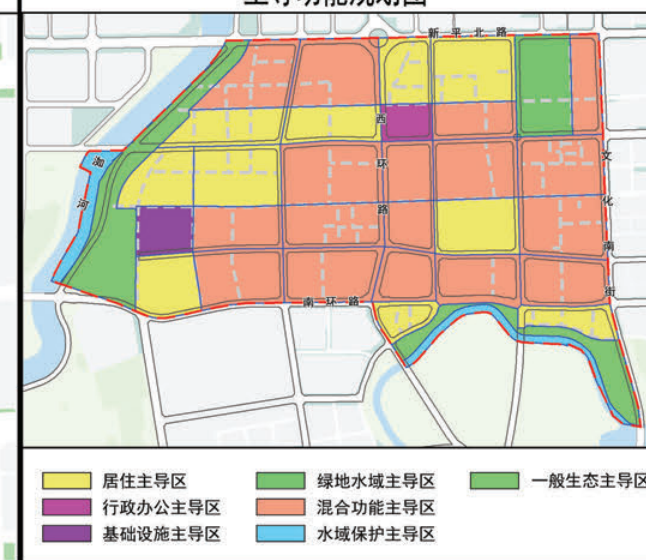 新平北路
西环路
文化南街
南环路
居住主导区
绿地水域主导区
一般生态主导区
行政办公主导区
混合功能主导区
基础设施主导区
水域保护主导区